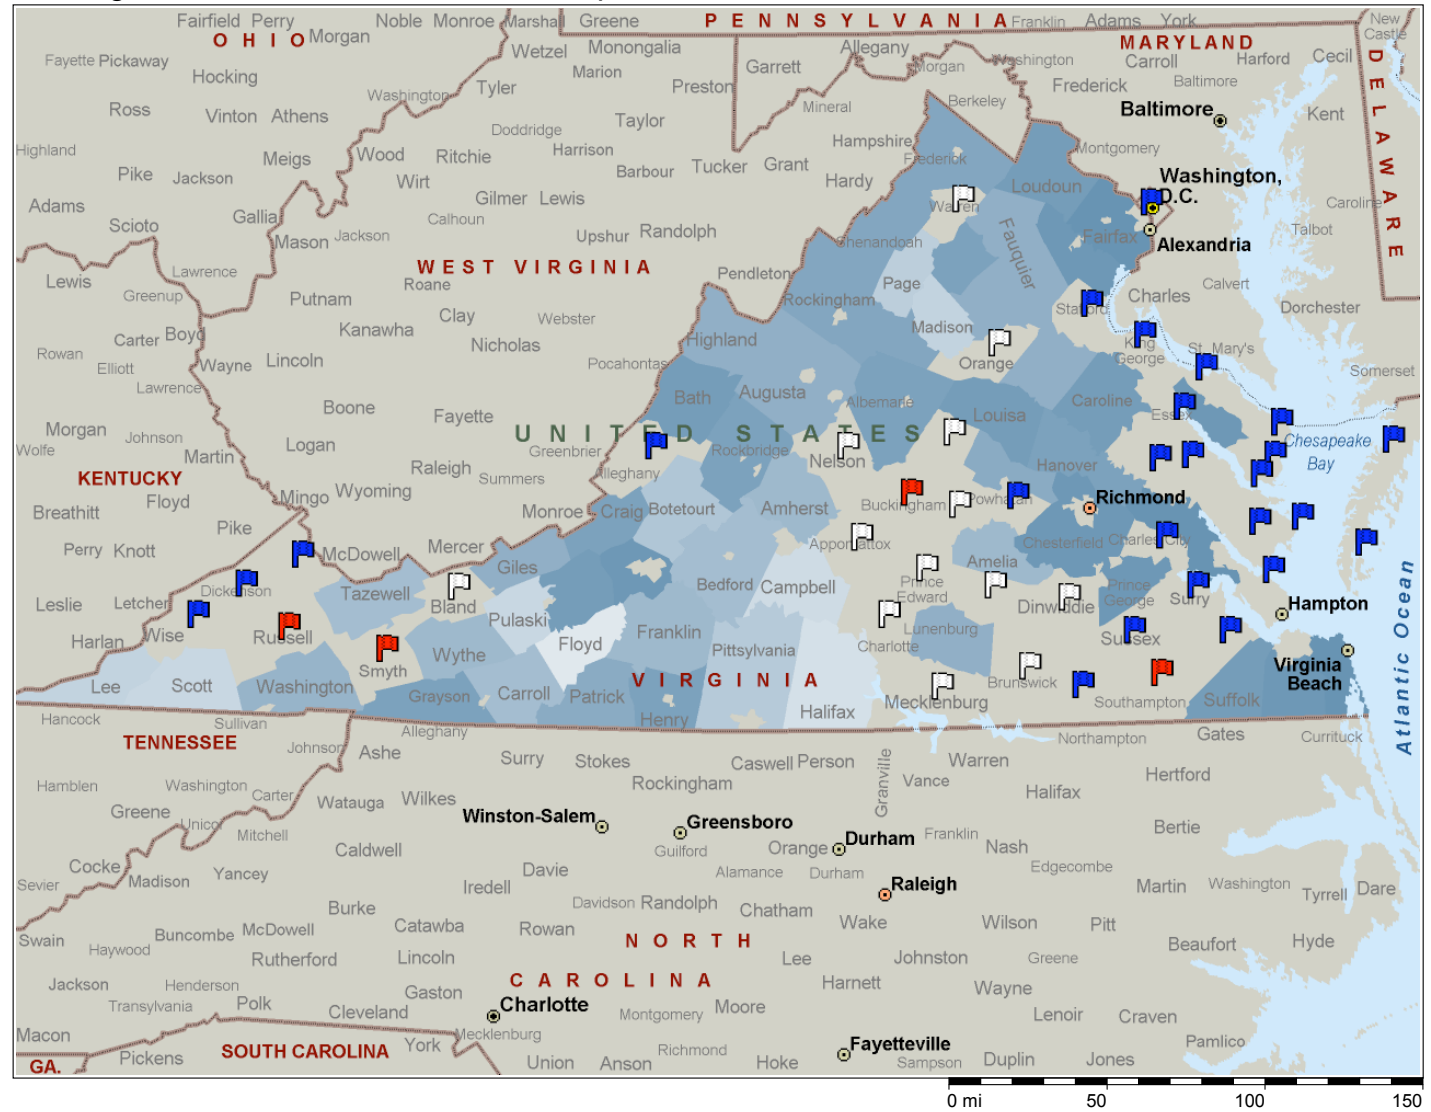 Fairfield Perry Noble Monroe Marshall Greene PENNSYLVANIA Franklin Adams York New Castle
OHIO Morgan Wetzel Monongalia Allegany MARYLAND
Fayette Pickaway Marion Garrett Morgan Washington Carroll Harford Cecil
Hocking Tyler Preston Frederick Baltimore DELAWARE
Ross Vinton Athens Washington Taylor Mineral Berkeley Baltimore Kent
Highland Meigs Wood Ritchie Doddridge Harrison Hampshire Frederick Montgomery
Pike Jackson Wirt Barbour Tucker Grant Hardy Loudoun Washington, D.C.
Adams Scioto Gallia Calhoun Gilmer Lewis Warren Caroline
Mason Jackson Upshur Randolph Shenandoah Fauquier Fairfax Alexandria Talbot
Lewis Lawrence WEST VIRGINIA Pendleton
Greenup Putnam Roane Rockingham Page Stafford Charles Calvert Dorchester
Carter Boyd Kanawha Clay Webster Highland Madison
Rowan Elliott Wayne Lincoln Nicholas Pocahontas Orange King George St. Mary's Somerset
Lawrence Boone Fayette Bath Augusta Albemarle Louisa Caroline Essex
Morgan Johnson UNITED STATES
Wolfe Martin Logan Greenbrier Rockbridge Nelson Hanover Chesapeake Bay
KENTUCKY Raleigh Summers Alleghany
Floyd Mingo Wyoming Buckingham Powhatan Richmond
Breathitt Pike Monroe Craig Botetourt Amherst
Perry Knott McDowell Mercer Appomattox Chesterfield Charles City
Giles Amelia
Leslie Letcher Dickenson Tazewell Bland Bedford Campbell Prince Edward Prince George Surry Hampton
Harlan Wise Russell Pulaski Floyd Franklin Charlotte Lunenburg Dinwiddie Sussex
Smyth Wythe Pittsylvania Virginia Beach
Lee Scott Washington Grayson Carroll Patrick VIRGINIA Brunswick
Henry Halifax Mecklenburg Southampton Suffolk Atlantic Ocean
Hancock Sullivan Alleghany
TENNESSEE Johnson Ashe Northampton Gates Currituck
Surry Stokes Caswell Person Granville Warren
Hamblen Washington Carter Rockingham Vance Hertford
Greene Watauga Wilkes Halifax
Unicoi Mitchell Winston-Salem Greensboro Durham Franklin Bertie
Caldwell Guilford Orange Nash
Cocke Davie Alamance Durham Edgecombe
Sevier Madison Yancey Iredell Raleigh Martin Washington Tyrrell Dare
Burke Davidson Randolph Chatham
Buncombe McDowell Catawba Rowan Wake Wilson Pitt
Swain Haywood NORTH Beaufort Hyde
Rutherford Lincoln Lee Johnston Greene
Jackson Henderson CAROLINA Harnett Wayne
Transylvania Polk Cleveland Gaston Charlotte Montgomery Moore Lenoir Craven
Macon Mecklenburg Pamlico
GA. Pickens SOUTH CAROLINA York Union Anson Richmond Hoke Fayetteville Sampson Duplin Jones
0 mi 50 100 150